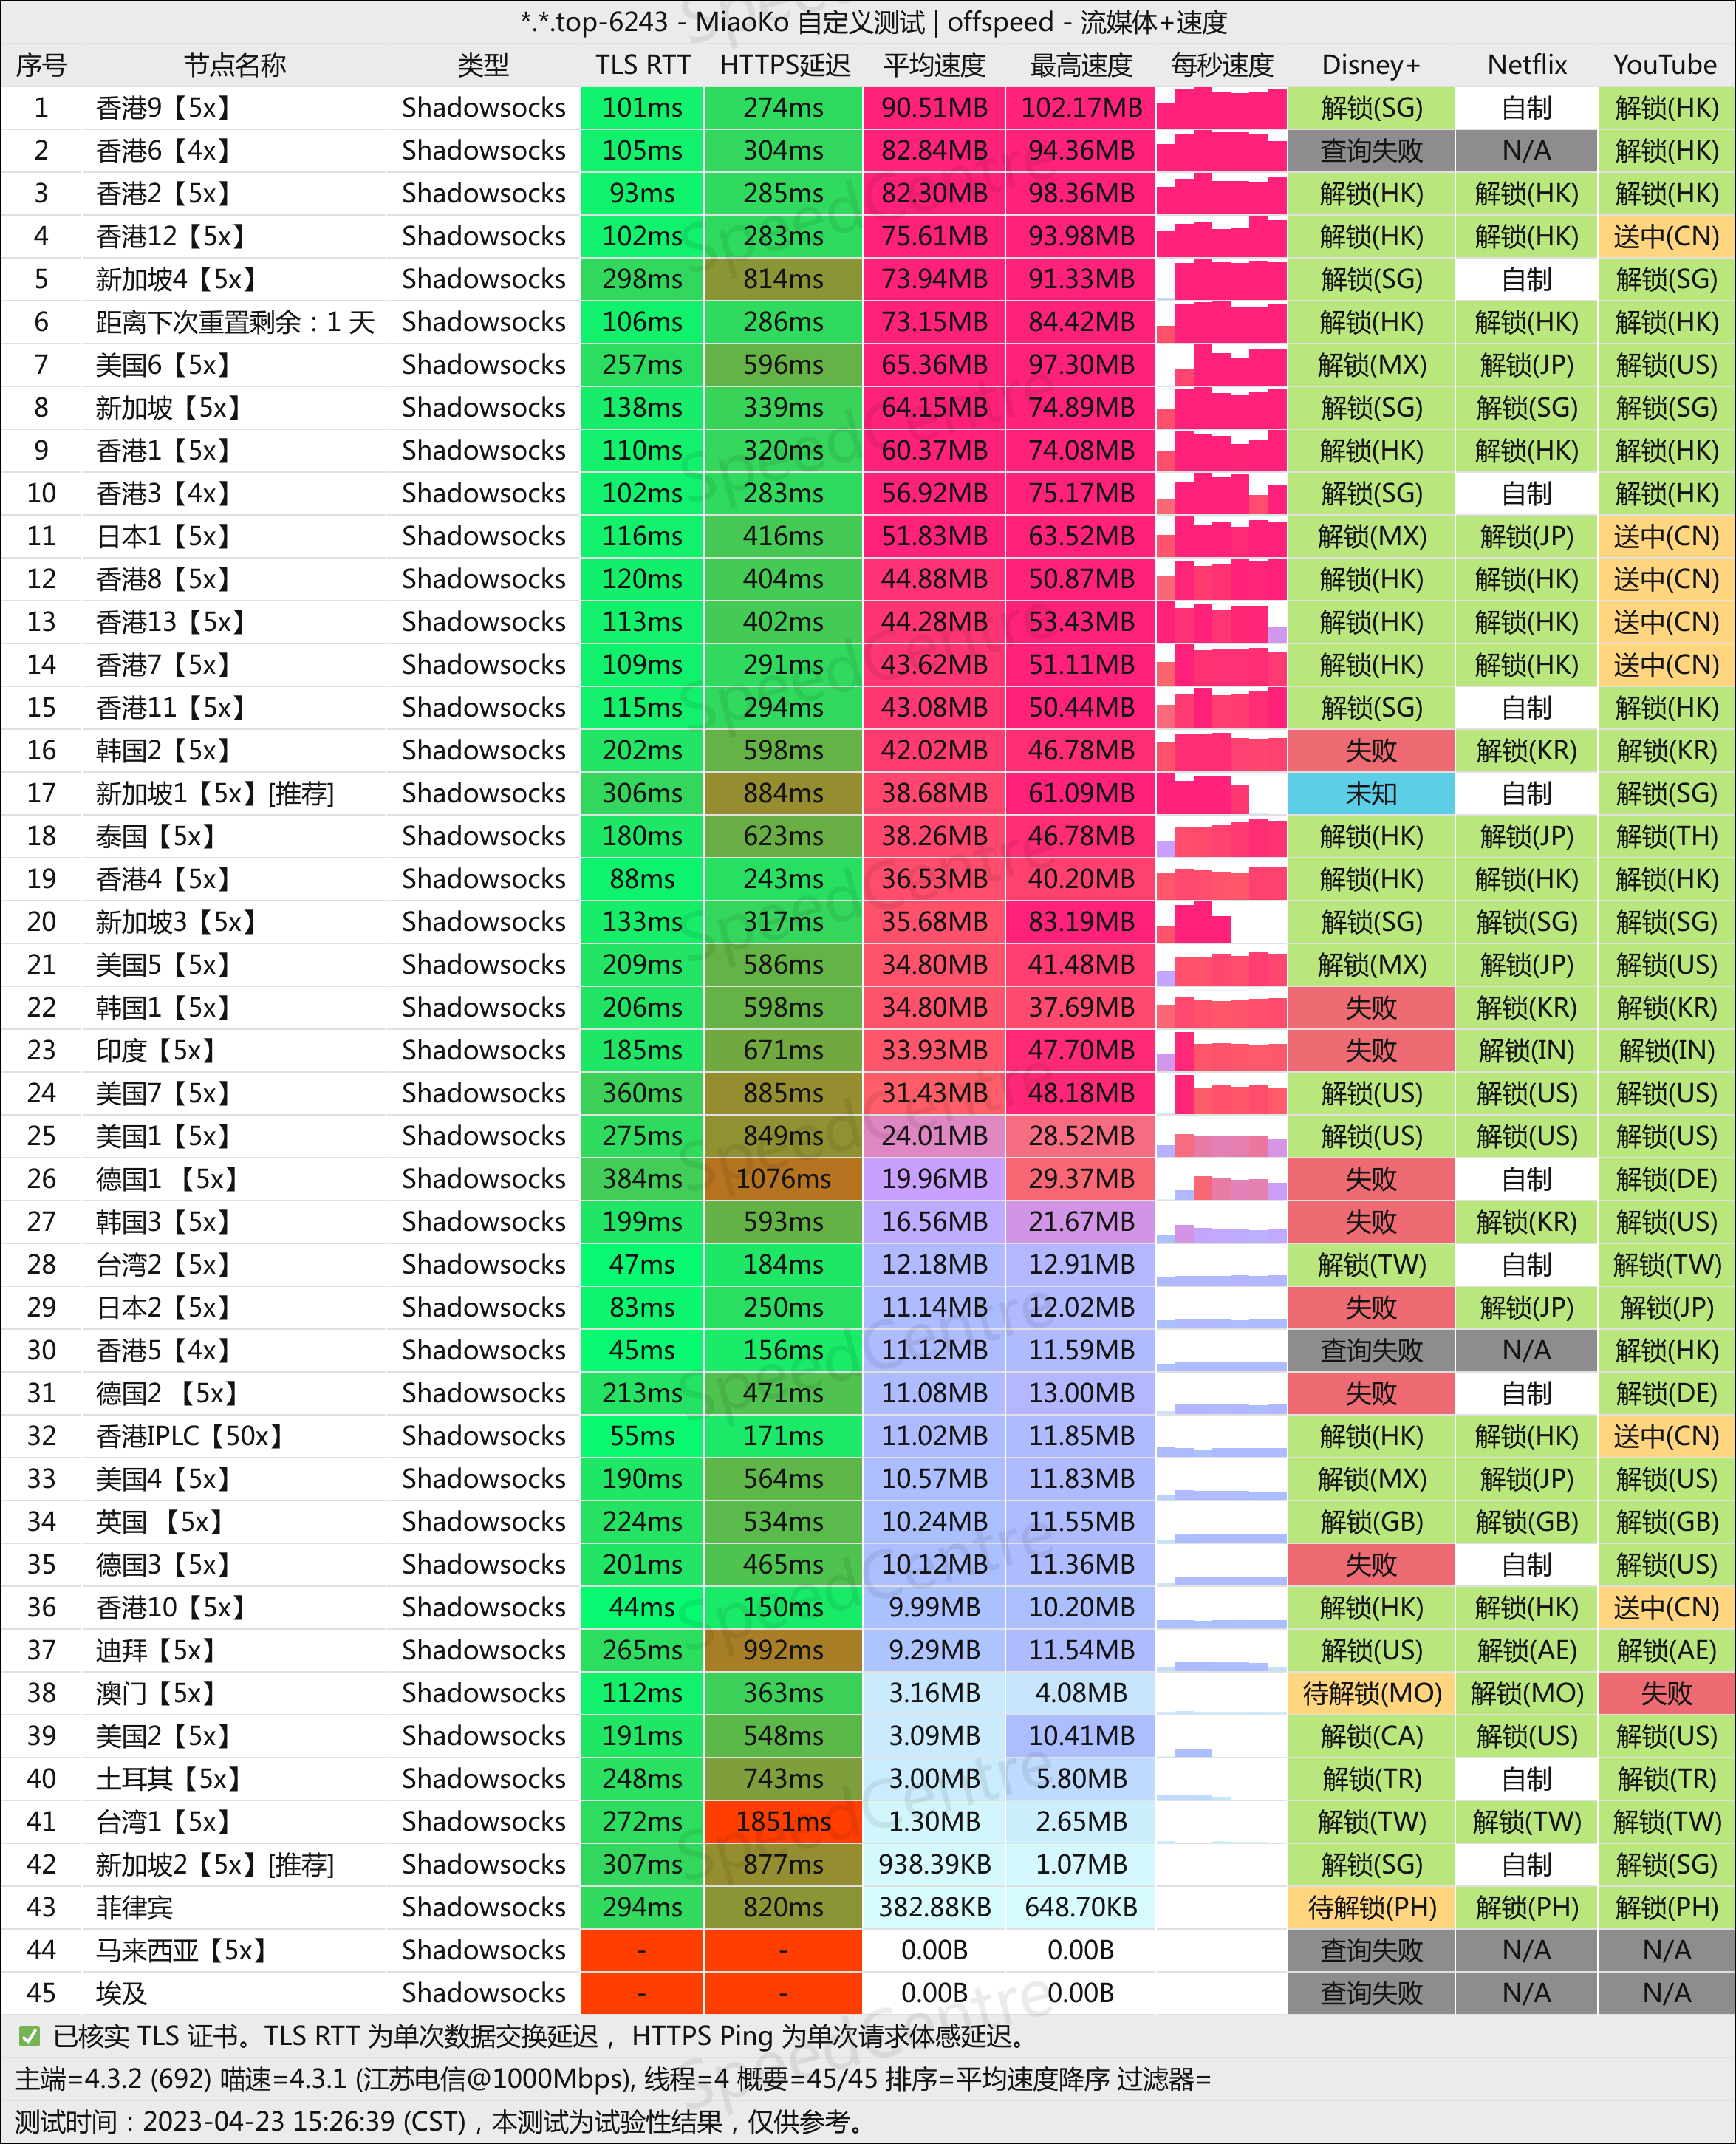 *.*.top-6243 - MiaoKo 自定义测试 | offspeed - 流媒体+速度
序号 节点名称 类型 TLS RTT HTTPS延迟 平均速度 最高速度 每秒速度 Disney+ Netflix YouTube
1 香港9【5x】 Shadowsocks 101ms 274ms 90.51MB 102.17MB 解锁(SG) 自制 解锁(HK)
2 香港6【4x】 Shadowsocks 105ms 304ms 82.84MB 94.36MB 查询失败 N/A 解锁(HK)
3 香港2【5x】 Shadowsocks 93ms 285ms 82.30MB 98.36MB 解锁(HK) 解锁(HK) 解锁(HK)
4 香港12【5x】 Shadowsocks 102ms 283ms 75.61MB 93.98MB 解锁(HK) 解锁(HK) 送中(CN)
5 新加坡4【5x】 Shadowsocks 298ms 814ms 73.94MB 91.33MB 解锁(SG) 自制 解锁(SG)
6 距离下次重置剩余：1 天 Shadowsocks 106ms 286ms 73.15MB 84.42MB 解锁(HK) 解锁(HK) 解锁(HK)
7 美国6【5x】 Shadowsocks 257ms 596ms 65.36MB 97.30MB 解锁(MX) 解锁(JP) 解锁(US)
8 新加坡【5x】 Shadowsocks 138ms 339ms 64.15MB 74.89MB 解锁(SG) 解锁(SG) 解锁(SG)
9 香港1【5x】 Shadowsocks 110ms 320ms 60.37MB 74.08MB 解锁(HK) 解锁(HK) 解锁(HK)
10 香港3【4x】 Shadowsocks 102ms 283ms 56.92MB 75.17MB 解锁(SG) 自制 解锁(HK)
11 日本1【5x】 Shadowsocks 116ms 416ms 51.83MB 63.52MB 解锁(MX) 解锁(JP) 送中(CN)
12 香港8【5x】 Shadowsocks 120ms 404ms 44.88MB 50.87MB 解锁(HK) 解锁(HK) 送中(CN)
13 香港13【5x】 Shadowsocks 113ms 402ms 44.28MB 53.43MB 解锁(HK) 解锁(HK) 送中(CN)
14 香港7【5x】 Shadowsocks 109ms 291ms 43.62MB 51.11MB 解锁(HK) 解锁(HK) 送中(CN)
15 香港11【5x】 Shadowsocks 115ms 294ms 43.08MB 50.44MB 解锁(SG) 自制 解锁(HK)
16 韩国2【5x】 Shadowsocks 202ms 598ms 42.02MB 46.78MB 失败 解锁(KR) 解锁(KR)
17 新加坡1【5x】[推荐] Shadowsocks 306ms 884ms 38.68MB 61.09MB 未知 自制 解锁(SG)
18 泰国【5x】 Shadowsocks 180ms 623ms 38.26MB 46.78MB 解锁(HK) 解锁(JP) 解锁(TH)
19 香港4【5x】 Shadowsocks 88ms 243ms 36.53MB 40.20MB 解锁(HK) 解锁(HK) 解锁(HK)
20 新加坡3【5x】 Shadowsocks 133ms 317ms 35.68MB 83.19MB 解锁(SG) 解锁(SG) 解锁(SG)
21 美国5【5x】 Shadowsocks 209ms 586ms 34.80MB 41.48MB 解锁(MX) 解锁(JP) 解锁(US)
22 韩国1【5x】 Shadowsocks 206ms 598ms 34.80MB 37.69MB 失败 解锁(KR) 解锁(KR)
23 印度【5x】 Shadowsocks 185ms 671ms 33.93MB 47.70MB 失败 解锁(IN) 解锁(IN)
24 美国7【5x】 Shadowsocks 360ms 885ms 31.43MB 48.18MB 解锁(US) 解锁(US) 解锁(US)
25 美国1【5x】 Shadowsocks 275ms 849ms 24.01MB 28.52MB 解锁(US) 解锁(US) 解锁(US)
26 德国1 【5x】 Shadowsocks 384ms 1076ms 19.96MB 29.37MB 失败 自制 解锁(DE)
27 韩国3【5x】 Shadowsocks 199ms 593ms 16.56MB 21.67MB 失败 解锁(KR) 解锁(US)
28 台湾2【5x】 Shadowsocks 47ms 184ms 12.18MB 12.91MB 解锁(TW) 自制 解锁(TW)
29 日本2【5x】 Shadowsocks 83ms 250ms 11.14MB 12.02MB 失败 解锁(JP) 解锁(JP)
30 香港5【4x】 Shadowsocks 45ms 156ms 11.12MB 11.59MB 查询失败 N/A 解锁(HK)
31 德国2 【5x】 Shadowsocks 213ms 471ms 11.08MB 13.00MB 失败 自制 解锁(DE)
32 香港IPLC【50x】 Shadowsocks 55ms 171ms 11.02MB 11.85MB 解锁(HK) 解锁(HK) 送中(CN)
33 美国4【5x】 Shadowsocks 190ms 564ms 10.57MB 11.83MB 解锁(MX) 解锁(JP) 解锁(US)
34 英国 【5x】 Shadowsocks 224ms 534ms 10.24MB 11.55MB 解锁(GB) 解锁(GB) 解锁(GB)
35 德国3【5x】 Shadowsocks 201ms 465ms 10.12MB 11.36MB 失败 自制 解锁(US)
36 香港10【5x】 Shadowsocks 44ms 150ms 9.99MB 10.20MB 解锁(HK) 解锁(HK) 送中(CN)
37 迪拜【5x】 Shadowsocks 265ms 992ms 9.29MB 11.54MB 解锁(US) 解锁(AE) 解锁(AE)
38 澳门【5x】 Shadowsocks 112ms 363ms 3.16MB 4.08MB 待解锁(MO) 解锁(MO) 失败
39 美国2【5x】 Shadowsocks 191ms 548ms 3.09MB 10.41MB 解锁(CA) 解锁(US) 解锁(US)
40 土耳其【5x】 Shadowsocks 248ms 743ms 3.00MB 5.80MB 解锁(TR) 自制 解锁(TR)
41 台湾1【5x】 Shadowsocks 272ms 1851ms 1.30MB 2.65MB 解锁(TW) 解锁(TW) 解锁(TW)
42 新加坡2【5x】[推荐] Shadowsocks 307ms 877ms 938.39KB 1.07MB 解锁(SG) 自制 解锁(SG)
43 菲律宾 Shadowsocks 294ms 820ms 382.88KB 648.70KB 待解锁(PH) 解锁(PH) 解锁(PH)
44 马来西亚【5x】 Shadowsocks - - 0.00B 0.00B 查询失败 N/A N/A
45 埃及 Shadowsocks - - 0.00B 0.00B 查询失败 N/A N/A
✅ 已核实 TLS 证书。TLS RTT 为单次数据交换延迟， HTTPS Ping 为单次请求体感延迟。
主端=4.3.2 (692) 喵速=4.3.1 (江苏电信@1000Mbps), 线程=4 概要=45/45 排序=平均速度降序 过滤器=
测试时间：2023-04-23 15:26:39 (CST)，本测试为试验性结果，仅供参考。
SpeedCentre
SpeedCentre
SpeedCentre
SpeedCentre
SpeedCentre
SpeedCentre
SpeedCentre
SpeedCentre
SpeedCentre